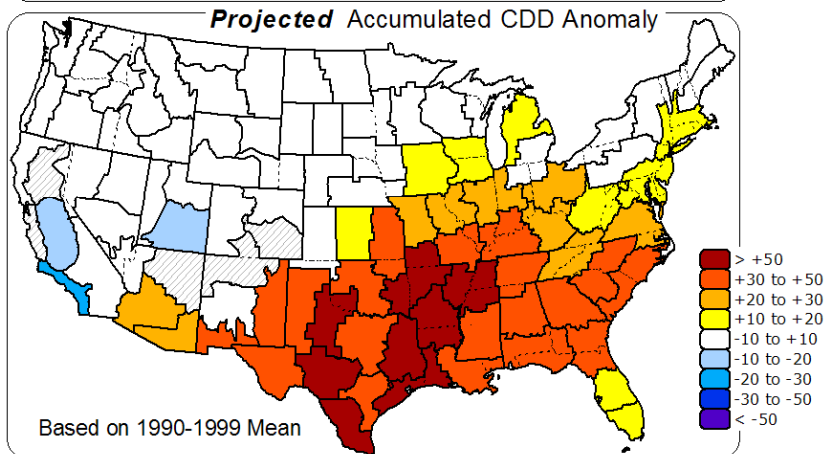 Projected Accumulated CDD Anomaly
> +50
+30 to +50
+20 to +30
+10 to +20
-10 to +10
-10 to -20
-20 to -30
-30 to -50
< -50
Based on 1990-1999 Mean